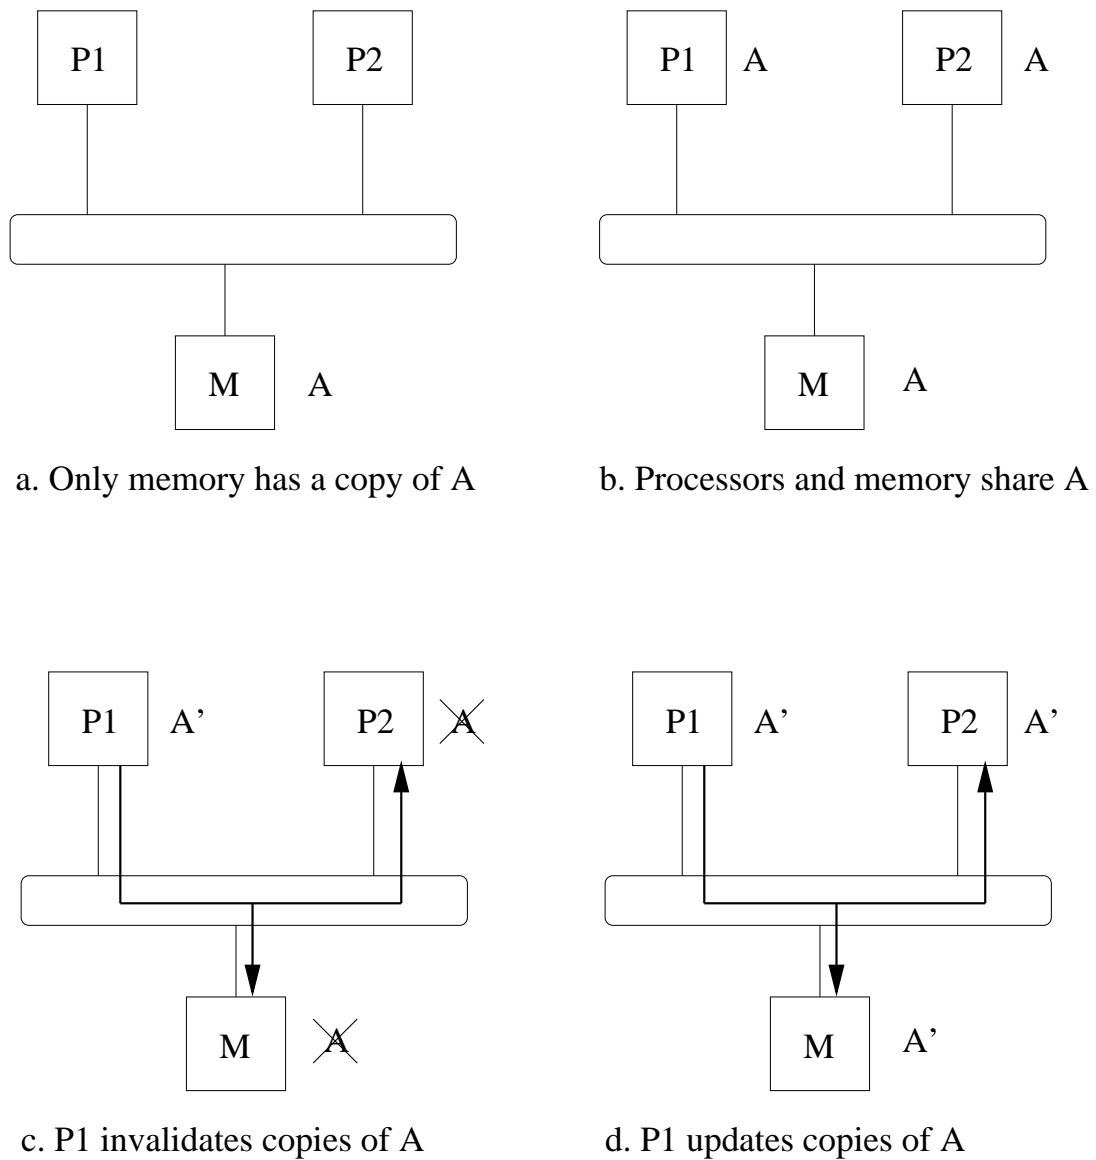 P1
P2
M A
a. Only memory has a copy of A
P1 A
P2 A
M A
b. Processors and memory share A
P1 A’
P2 A
M A
c. P1 invalidates copies of A
P1 A’
P2 A’
M A’
d. P1 updates copies of A